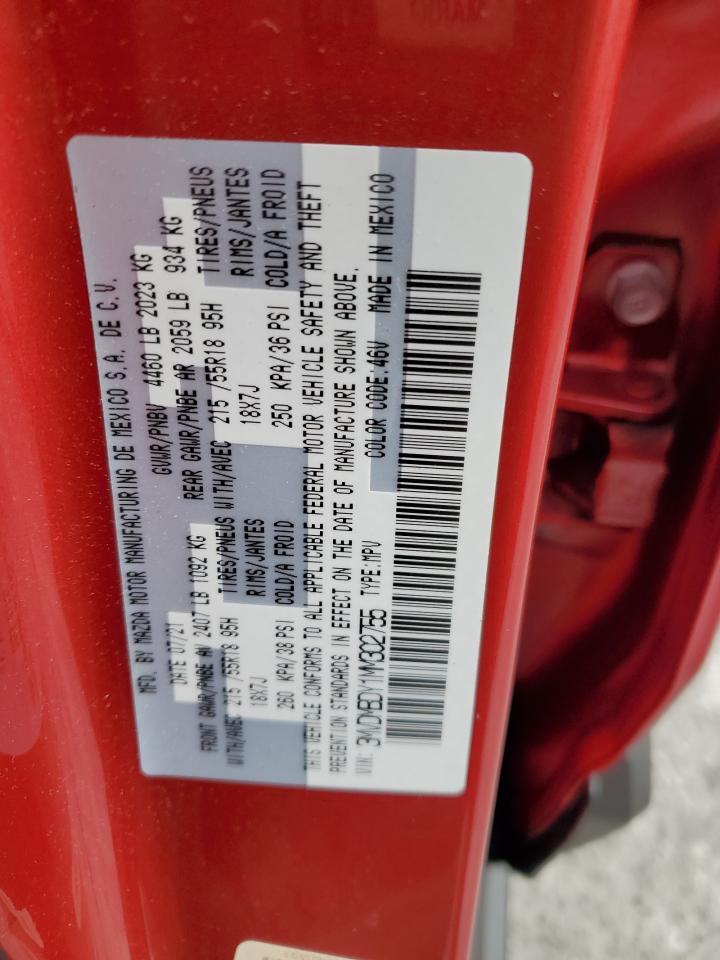 MFD. BY MAZDA MOTOR MANUFACTURING DE MEXICO S.A. DE C.V.
DATE 07/21 GVWR/PNBV 4460 LB 2023 KG
FRONT GAWR/PNBE AV 2407 LB 1092 KG REAR GAWR/PNBE AR 2059 LB 934 KG
WITH/AVEC 215 /55R18 95H TIRES/PNEUS WITH/AVEC 215 /55R18 95H TIRES/PNEUS
18X7J RIMS/JANTES 18X7J RIMS/JANTES
260 KPA/38 PSI COLD/A FROID 250 KPA/36 PSI COLD/A FROID
THIS VEHICLE CONFORMS TO ALL APPLICABLE FEDERAL MOTOR VEHICLE SAFETY AND THEFT
PREVENTION STANDARDS IN EFFECT ON THE DATE OF MANUFACTURE SHOWN ABOVE.
VIN: 3MVDKBDY1MM302755 TYPE:MPV COLOR CODE:46V MADE IN MEXICO